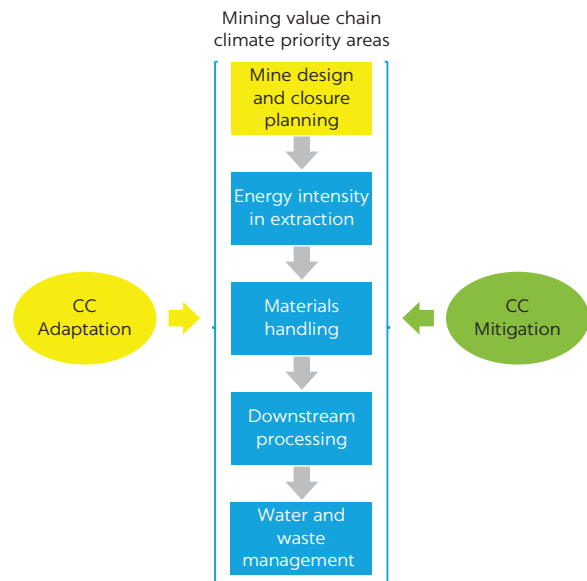 Mining value chain
climate priority areas
Mine design
and closure
planning
Energy intensity
in extraction
CC
Adaptation
Materials
handling
CC
Mitigation
Downstream
processing
Water and
waste
management